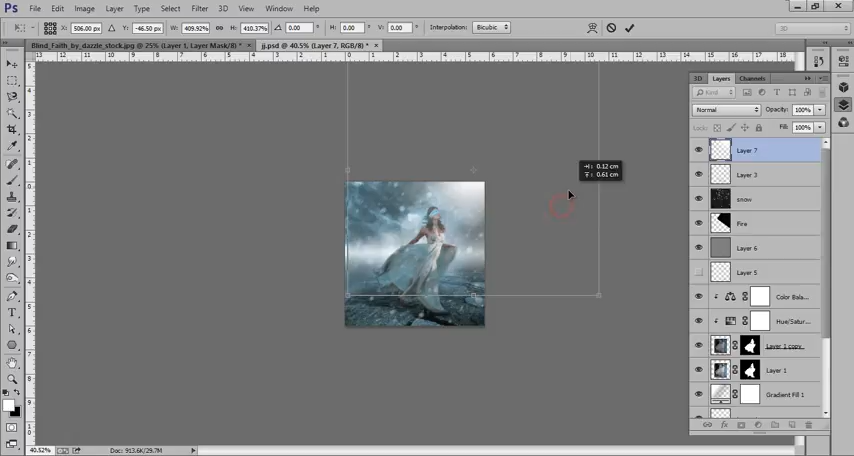 Ps File Edit Image Layer Type Select Filter 3D View Window Help
X: 506.00 px Y: -46.50 px W: 409.92% H: 410.37% 0.00 H: 0.00 V: 0.00 Interpolation: Bicubic 3D
Blind_Faith_by_dazzle_stock.jpg @ 25% (Layer 1, Layer Mask/8) * × jj.psd @ 40.5% (Layer 7, RGB/8) * ×
3D Layers Channels
Kind
Normal Opacity: 100%
Lock: Fill: 100%
Layer 7
0.12 cm
0.61 cm
Layer 3
snow
Fire
Layer 6
Layer 5
Color Bala...
Hue/Satur...
Layer 1 copy
Layer 1
Gradient Fill 1
40.52% Doc: 913.6K/29.7M